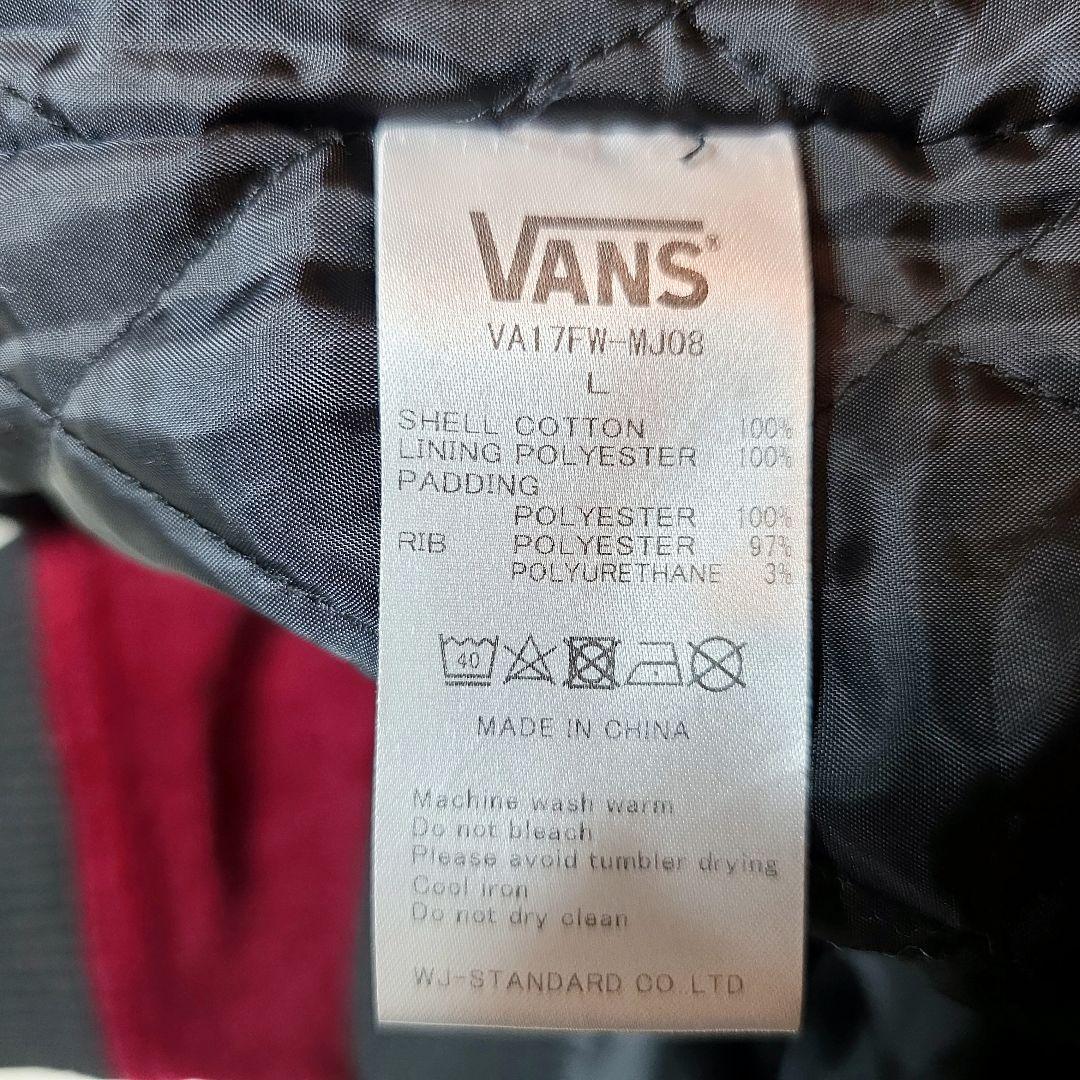 VANS®
VA17FW-MJ08
L
SHELL COTTON 100%
LINING POLYESTER 100%
PADDING
POLYESTER 100%
RIB POLYESTER 97%
POLYURETHANE 3%
40
MADE IN CHINA
Machine wash warm
Do not bleach
Please avoid tumbler drying
Cool iron
Do not dry clean
WJ-STANDARD CO.,LTD